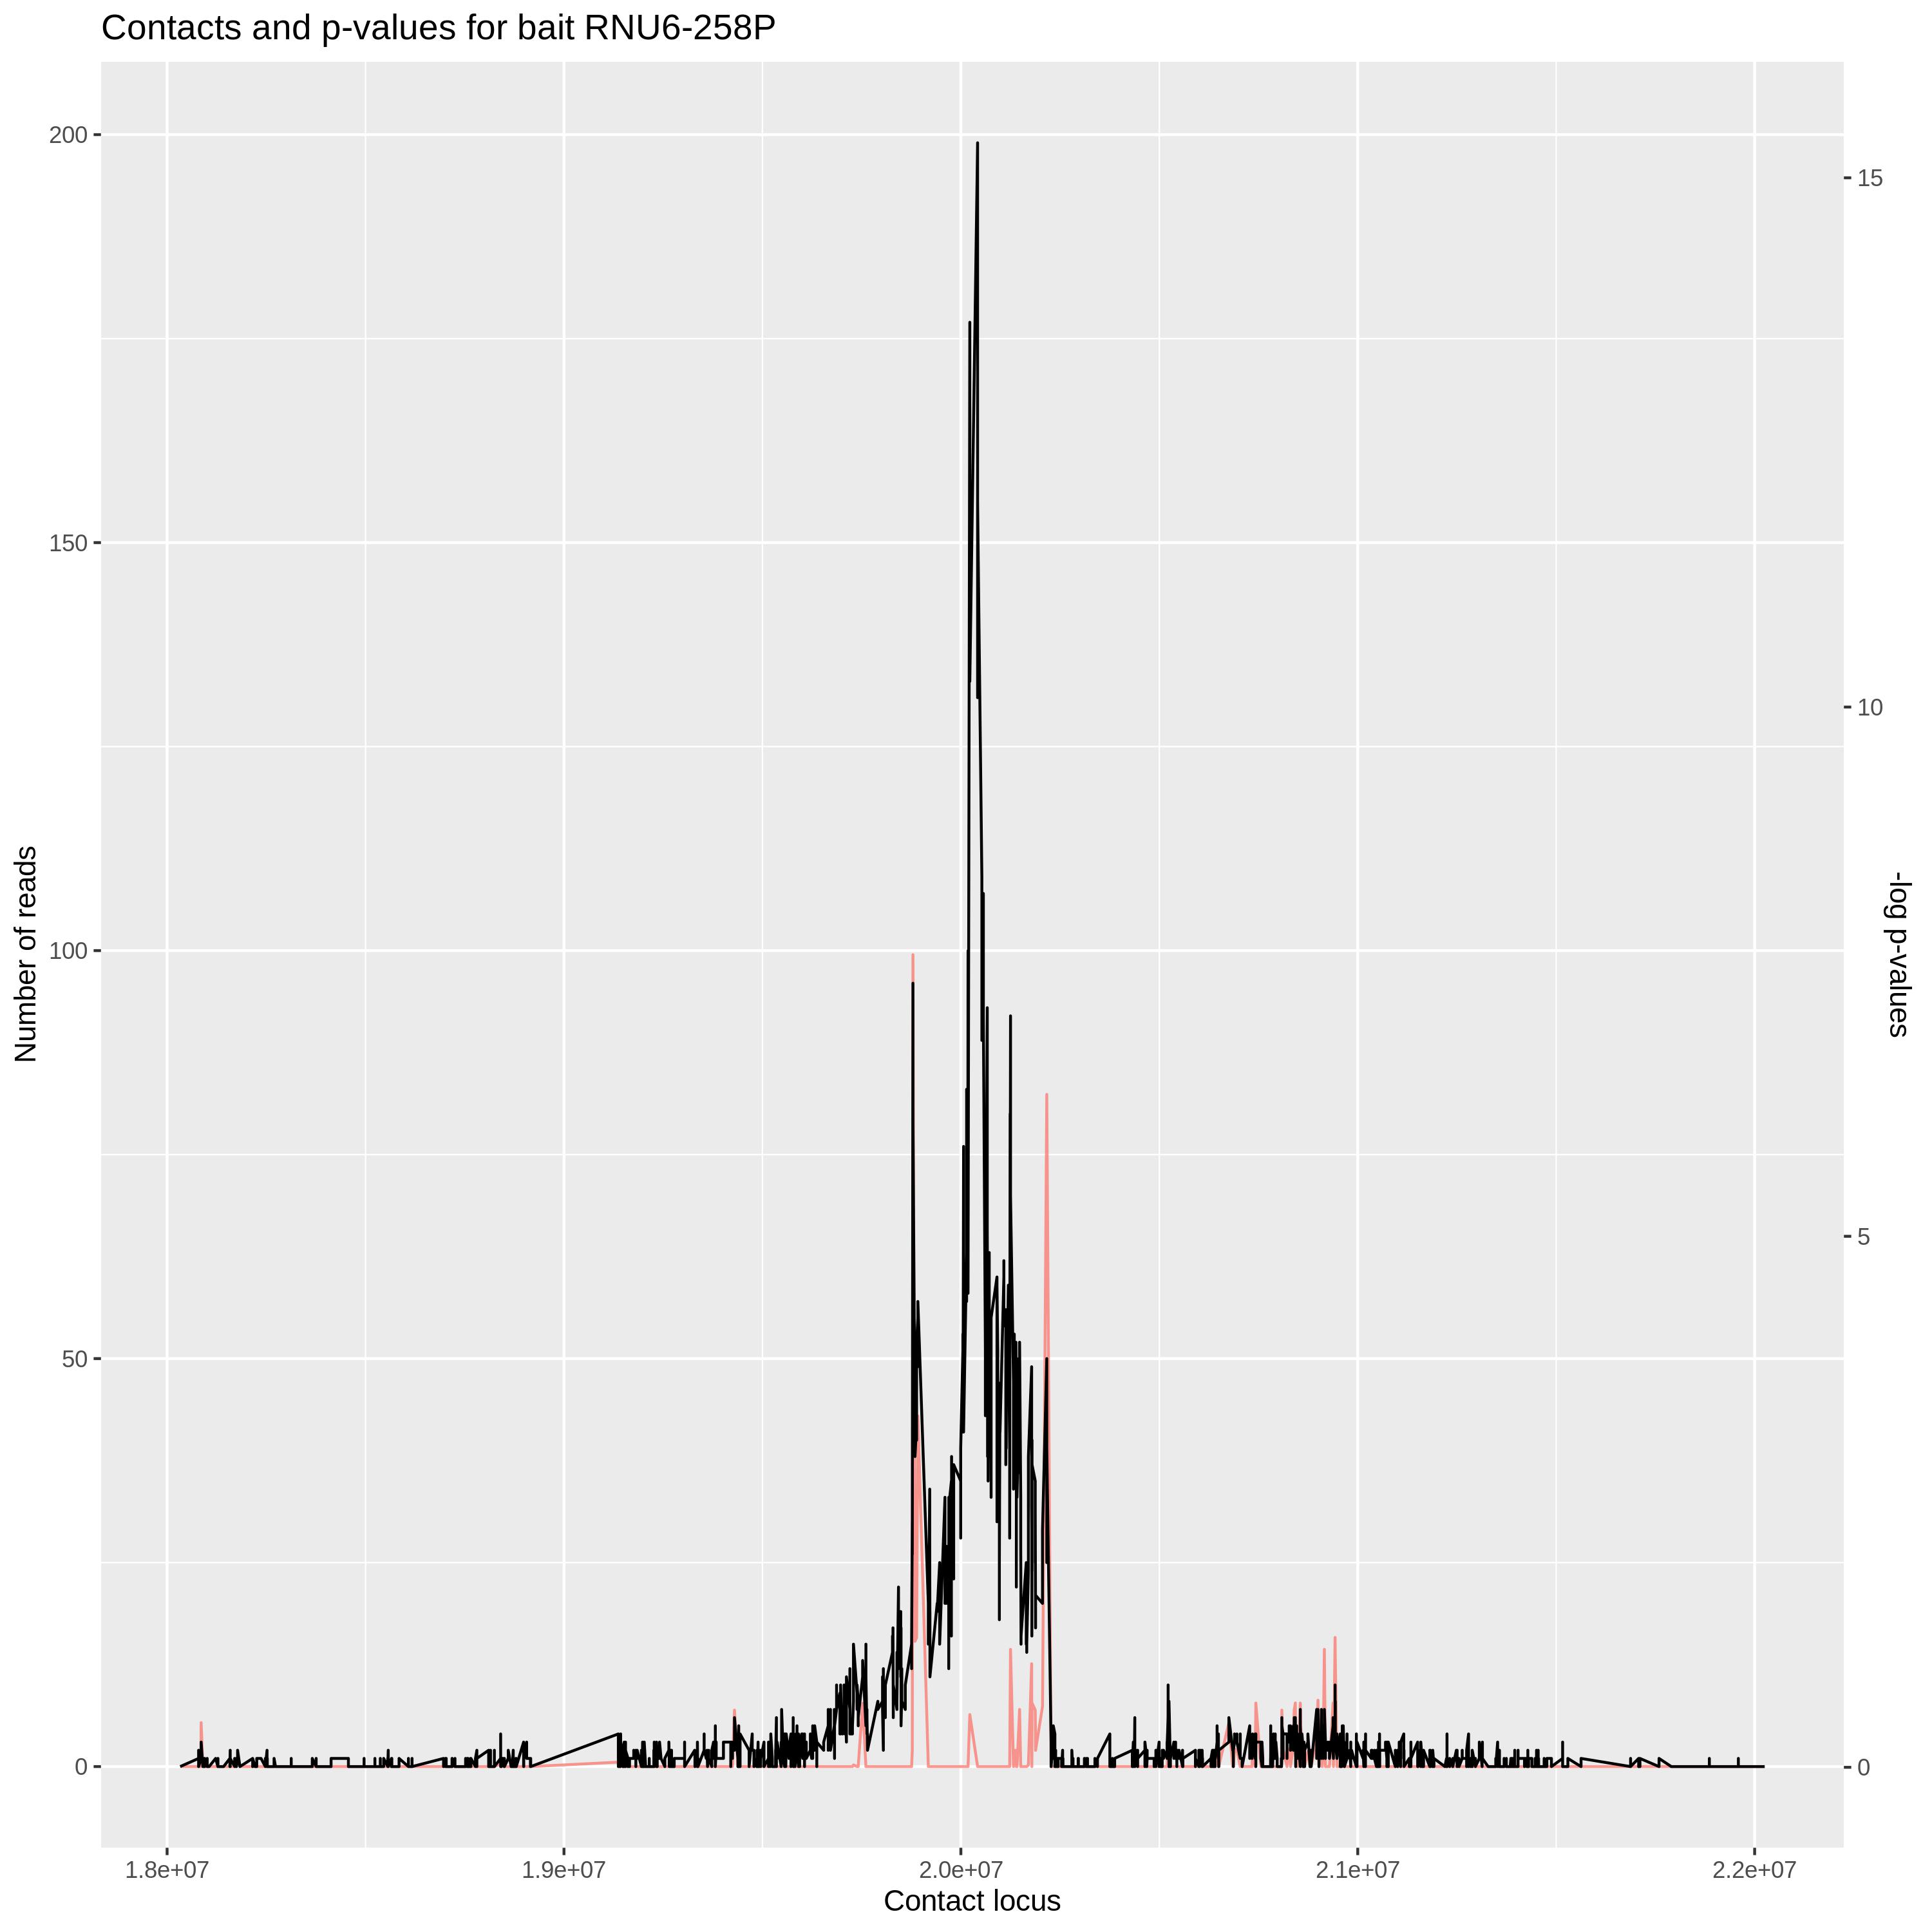 Contacts and p-values for bait RNU6-258P
200
150
100
50
0
Number of reads
15
10
5
0
-log p-values
1.8e+07
1.9e+07
2.0e+07
2.1e+07
2.2e+07
Contact locus